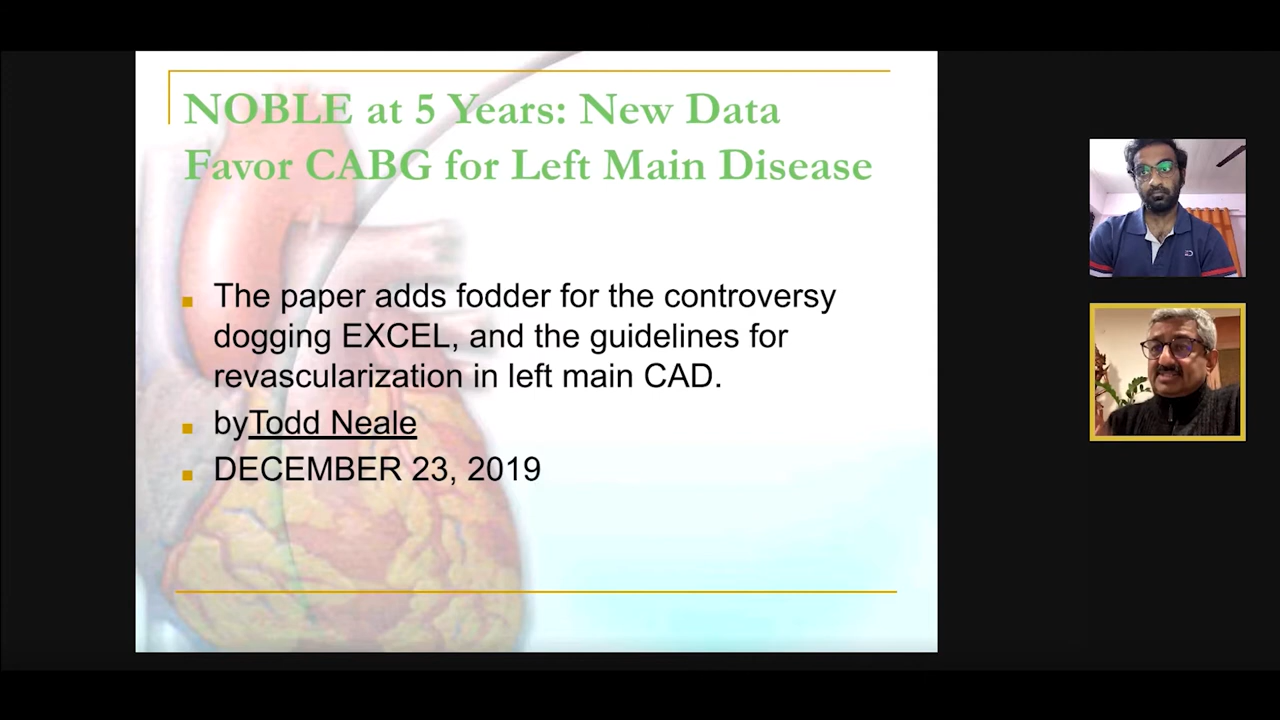 NOBLE at 5 Years: New Data
Favor CABG for Left Main Disease
The paper adds fodder for the controversy
dogging EXCEL, and the guidelines for
revascularization in left main CAD.
byTodd Neale
DECEMBER 23, 2019